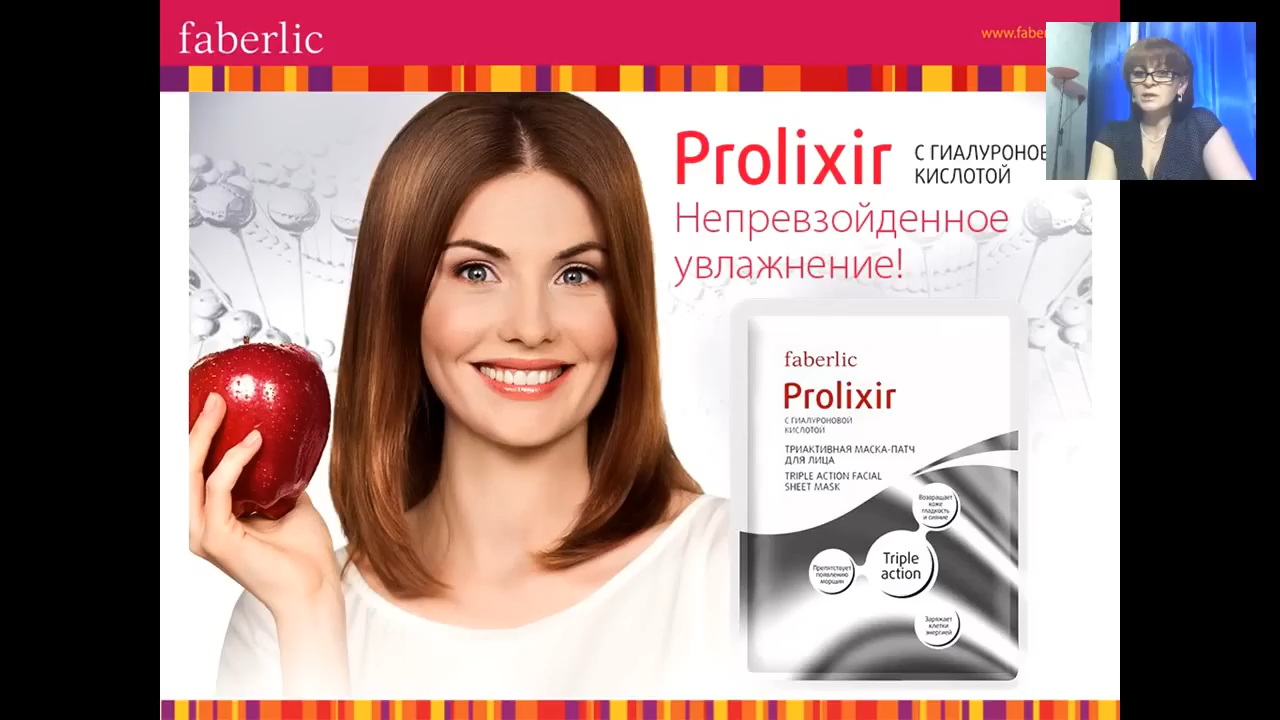 faberlic
www.fabe
Prolixir
С ГИАЛУРОНОВ
КИСЛОТОЙ
Непревзойденное
увлажнение!
faberlic
Prolixir
С ГИАЛУРОНОВОЙ
КИСЛОТОЙ
ТРИАКТИВНАЯ МАСКА-ПАТЧ
ДЛЯ ЛИЦА
TRIPLE ACTION FACIAL
SHEET MASK
Возвращает
коже
гладкость
и сияние
Triple
action
Препятствует
появлению
морщин
Заряжает
клетки
энергией